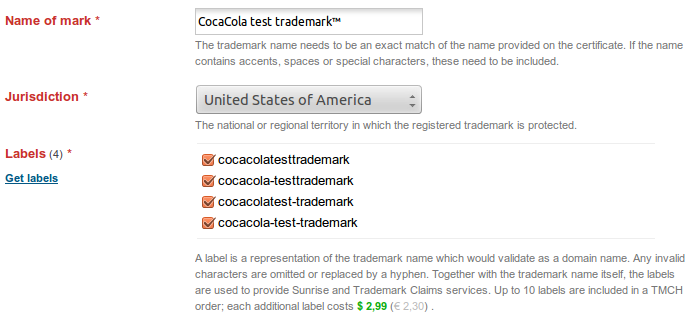 Name of mark *
CocaCola test trademark™
The trademark name needs to be an exact match of the name provided on the certificate. If the name
contains accents, spaces or special characters, these need to be included.
Jurisdiction *
United States of America
The national or regional territory in which the registered trademark is protected.
Labels (4) *
Get labels
cocacolatesttrademark
cocacola-testtrademark
cocacolatest-trademark
cocacola-test-trademark
A label is a representation of the trademark name which would validate as a domain name. Any invalid
characters are omitted or replaced by a hyphen. Together with the trademark name itself, the labels
are used to provide Sunrise and Trademark Claims services. Up to 10 labels are included in a TMCH
order; each additional label costs $ 2,99 (€ 2,30) .